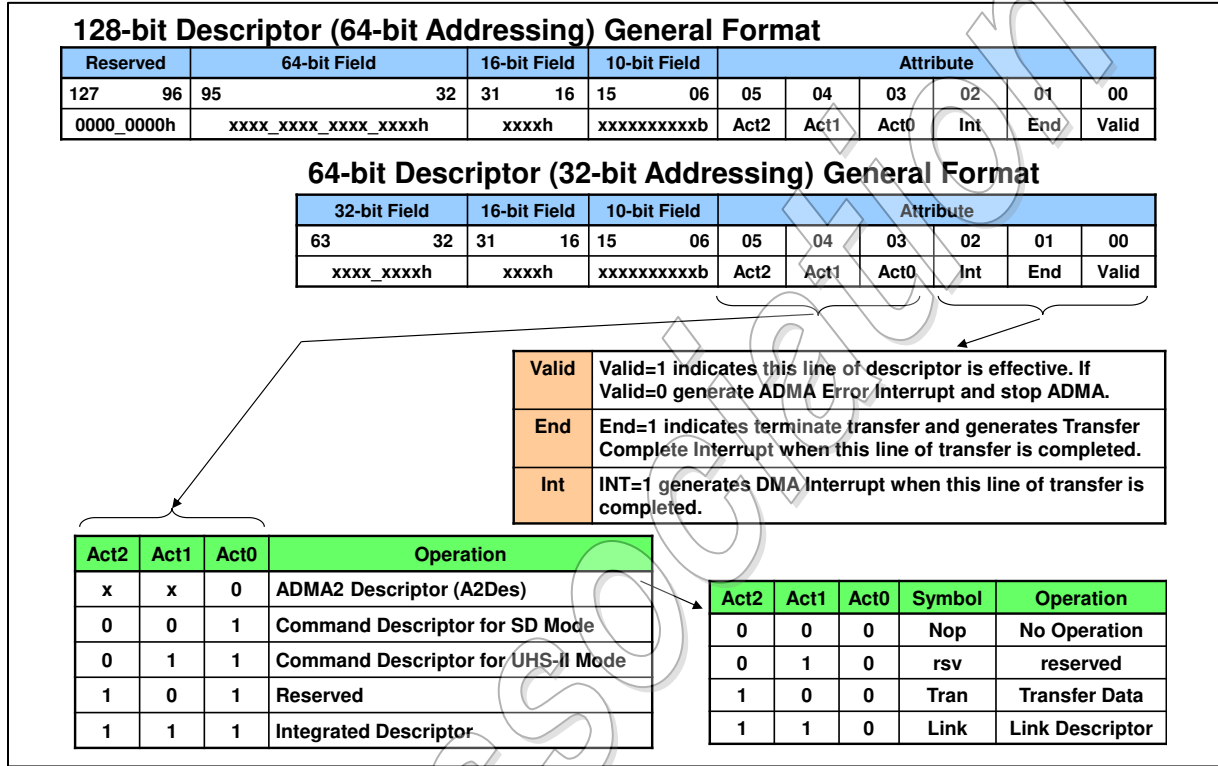 128-bit Descriptor (64-bit Addressing) General Format
Reserved 64-bit Field 16-bit Field 10-bit Field Attribute
127 96 95 32 31 16 15 06 05 04 03 02 01 00
0000_0000h xxxx_xxxx_xxxx_xxxxh xxxxh xxxxxxxxxxb Act2 Act1 Act0 Int End Valid
64-bit Descriptor (32-bit Addressing) General Format
32-bit Field 16-bit Field 10-bit Field Attribute
63 32 31 16 15 06 05 04 03 02 01 00
xxxx_xxxxh xxxxh xxxxxxxxxxb Act2 Act1 Act0 Int End Valid
Valid Valid=1 indicates this line of descriptor is effective. If
Valid=0 generate ADMA Error Interrupt and stop ADMA.
End End=1 indicates terminate transfer and generates Transfer
Complete Interrupt when this line of transfer is completed.
Int INT=1 generates DMA Interrupt when this line of transfer is
completed.
Act2 Act1 Act0 Operation
x x 0 ADMA2 Descriptor (A2Des)
0 0 1 Command Descriptor for SD Mode
0 1 1 Command Descriptor for UHS-II Mode
1 0 1 Reserved
1 1 1 Integrated Descriptor
Act2 Act1 Act0 Symbol Operation
0 0 0 Nop No Operation
0 1 0 rsv reserved
1 0 0 Tran Transfer Data
1 1 0 Link Link Descriptor
ssociation